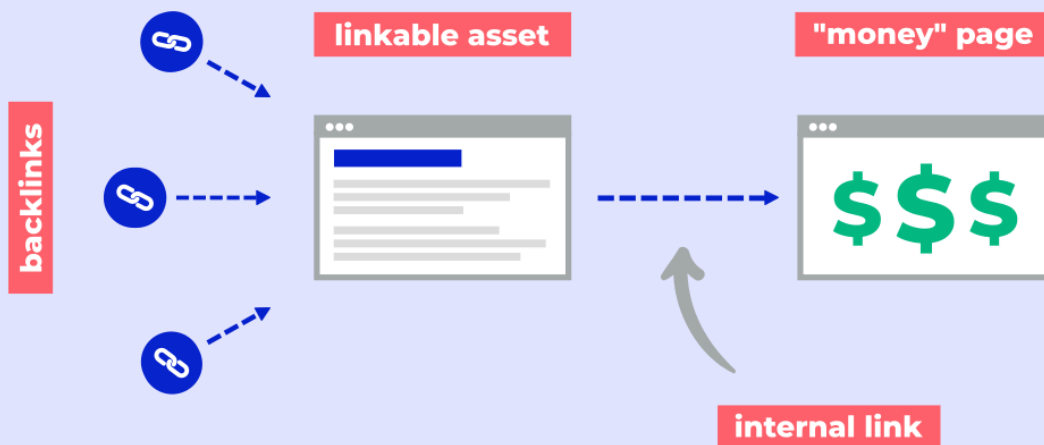 linkable asset
"money" page
backlinks
$$$
internal link